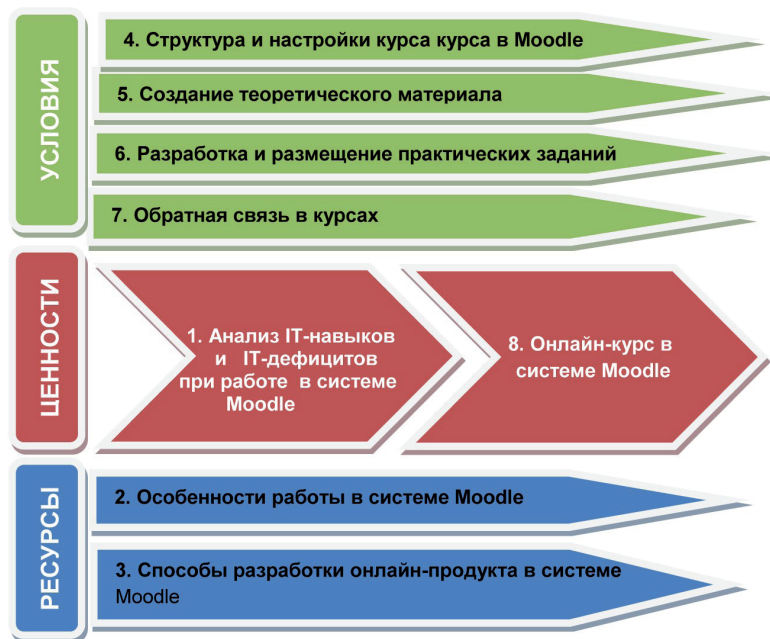 УСЛОВИЯ
4. Структура и настройки курса курса в Moodle
5. Создание теоретического материала
6. Разработка и размещение практических заданий
7. Обратная связь в курсах
ЦЕННОСТИ
1. Анализ IT-навыков
и IT-дефицитов
при работе в системе
Moodle
8. Онлайн-курс в
системе Moodle
РЕСУРСЫ
2. Особенности работы в системе Moodle
3. Способы разработки онлайн-продукта в системе
Moodle